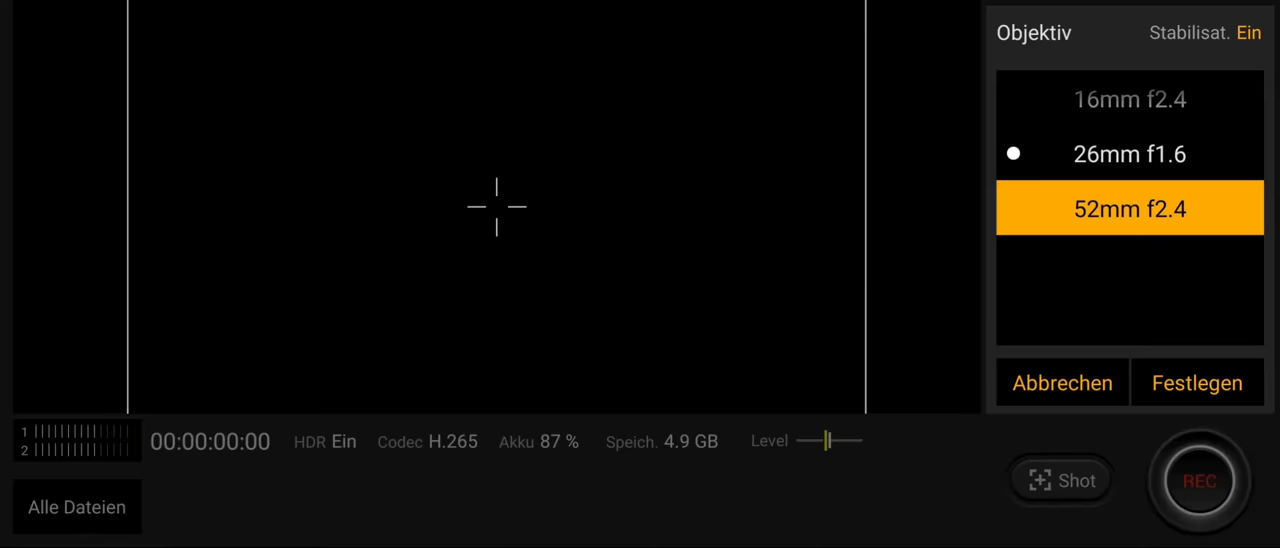 Objektiv Stabilisat. Ein
16mm f2.4
26mm f1.6
52mm f2.4
Abbrechen Festlegen
1
2
00:00:00:00 HDR Ein Codec H.265 Akku 87 % Speich. 4.9 GB Level
Shot REC
Alle Dateien